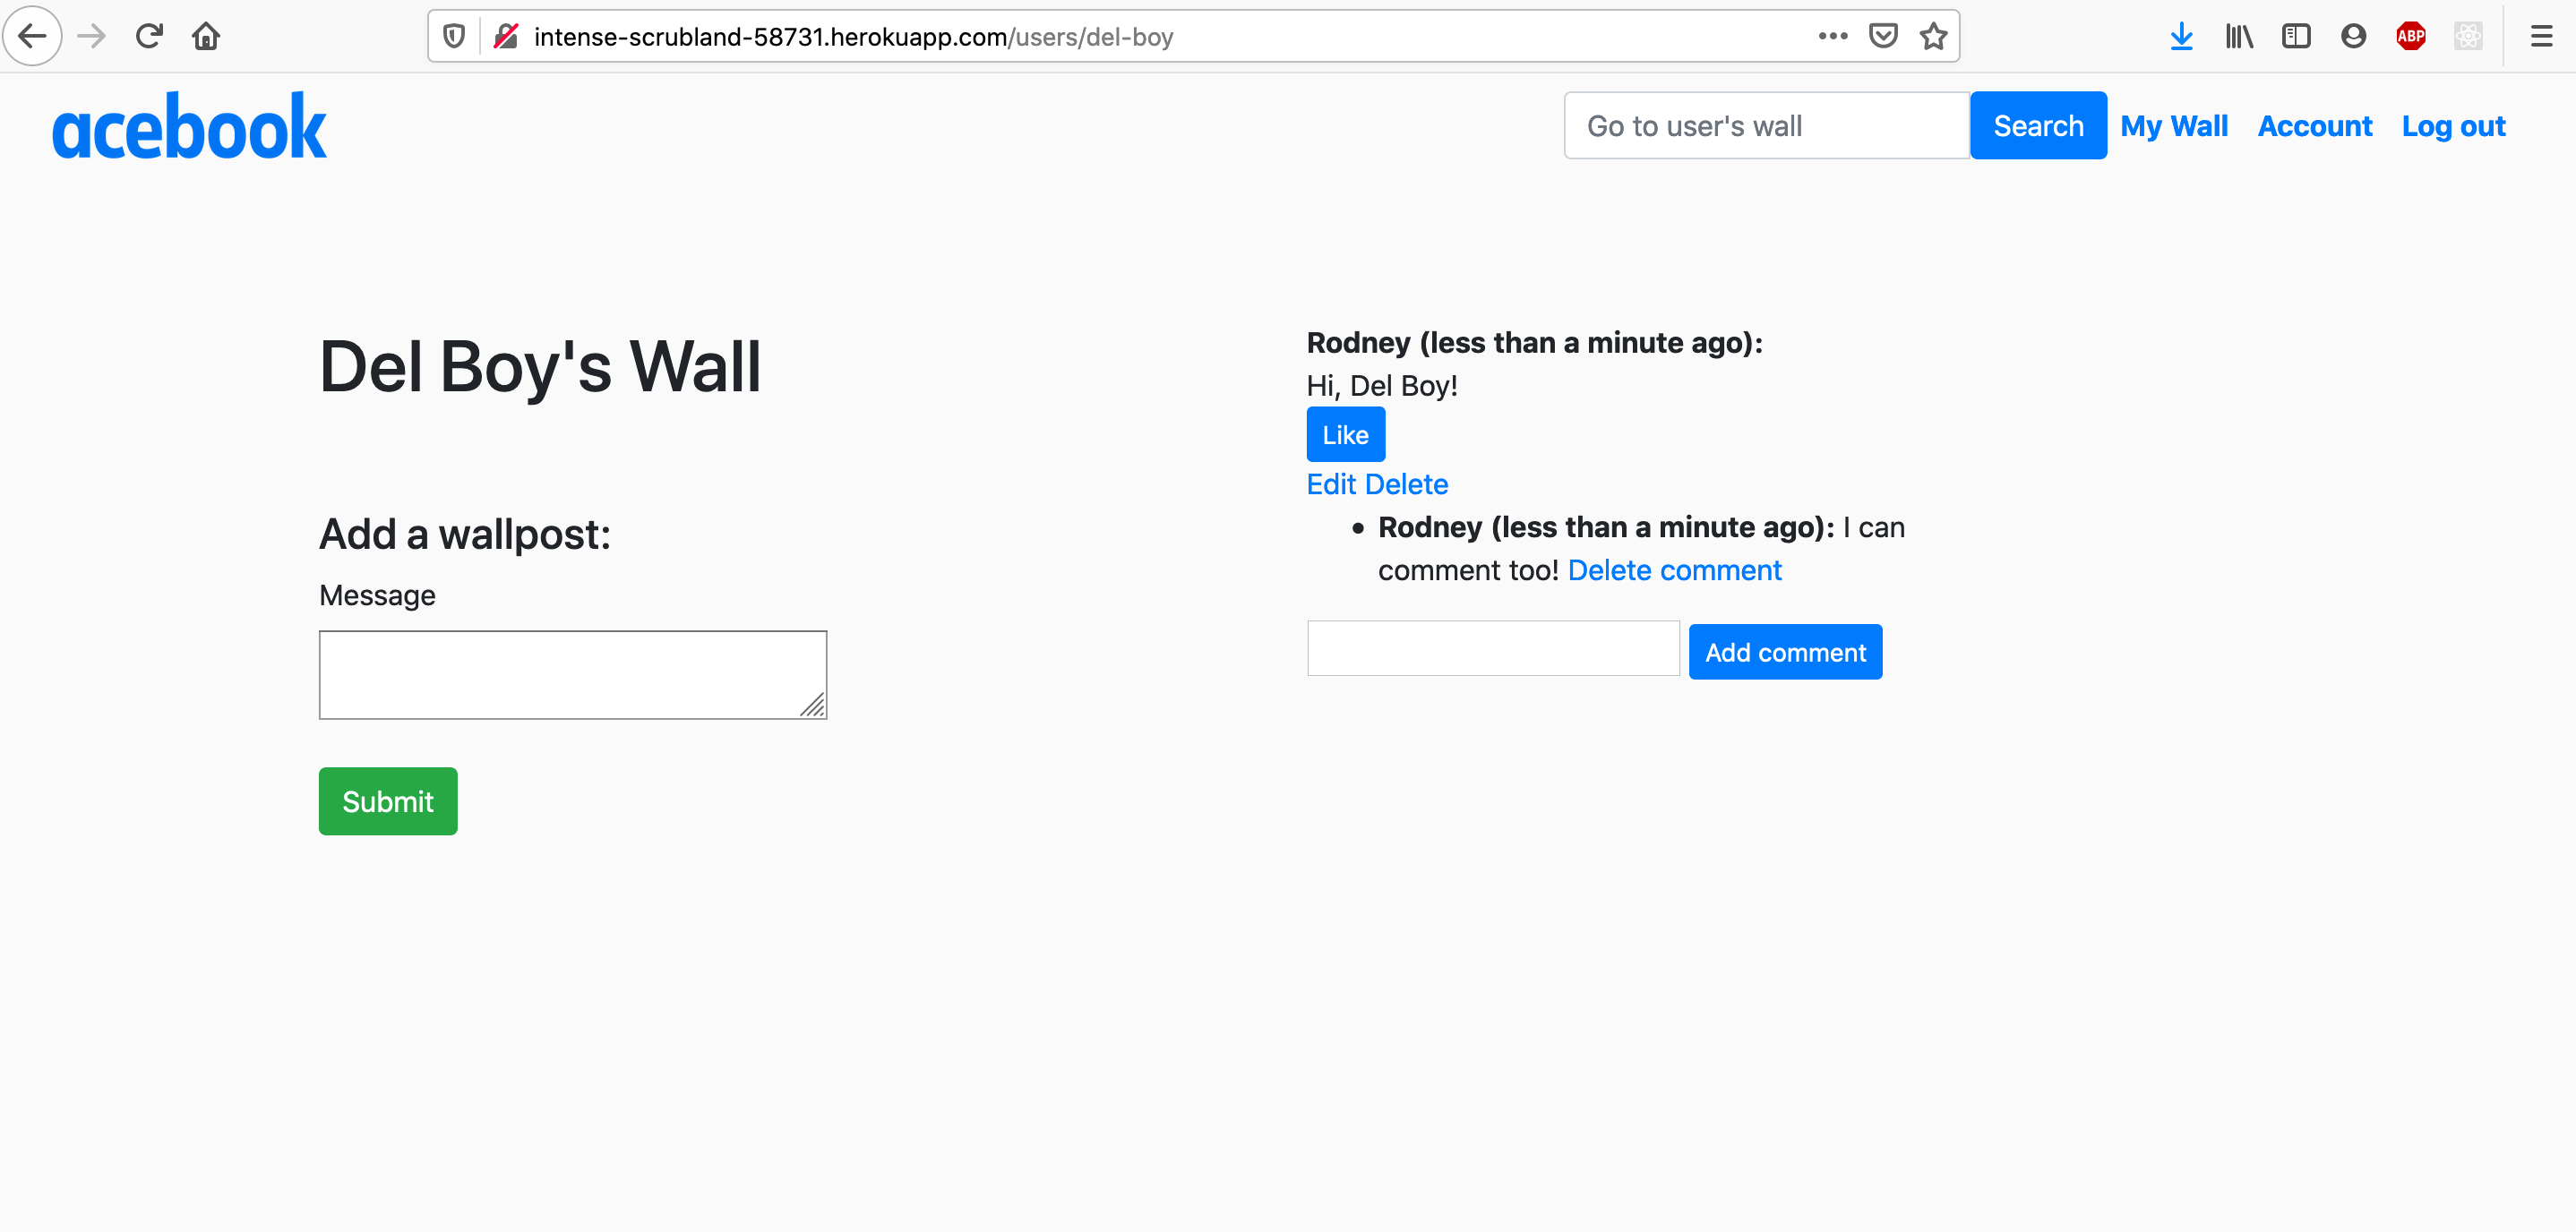 intense-scrubland-58731.herokuapp.com/users/del-boy
ABP
acebook
Go to user's wall
Search
My Wall
Account
Log out
Del Boy's Wall
Add a wallpost:
Message
Submit
Rodney (less than a minute ago):
Hi, Del Boy!
Like
Edit Delete
• Rodney (less than a minute ago): I can
comment too! Delete comment
Add comment